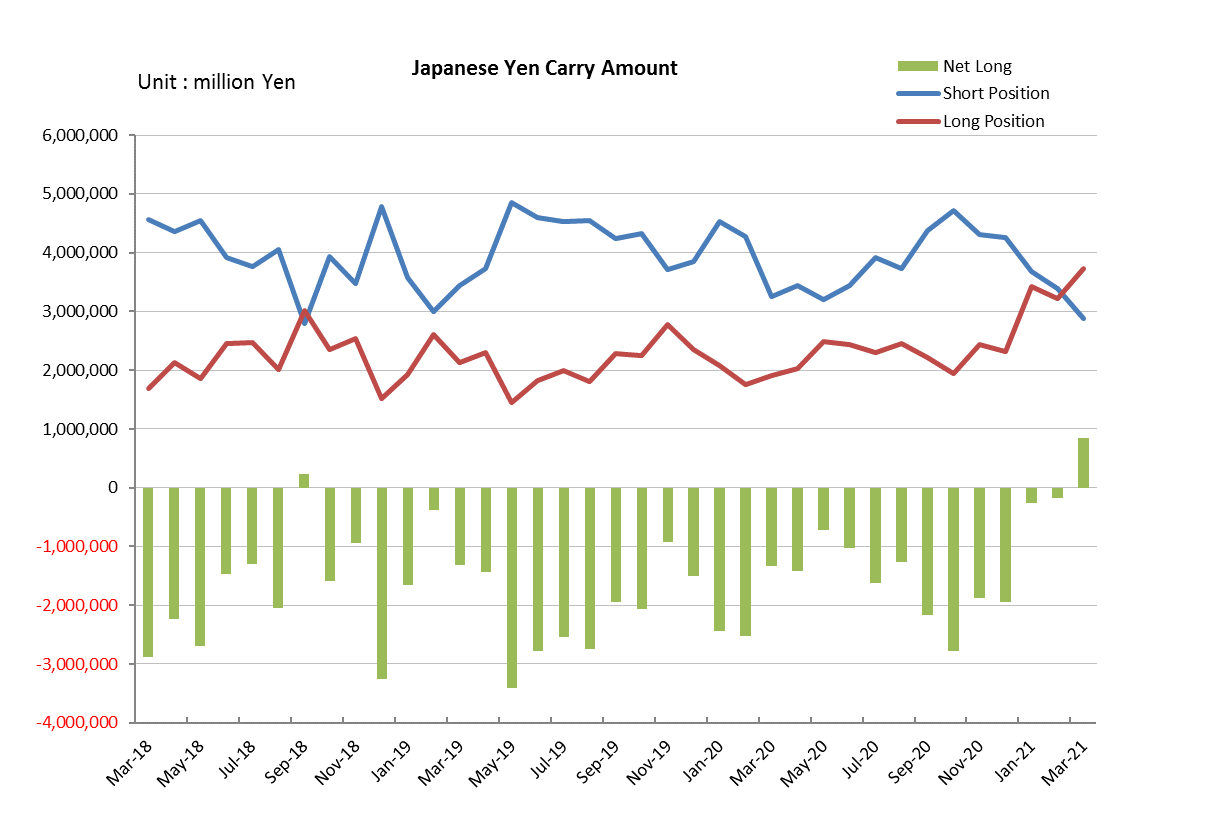 Japanese Yen Carry Amount
Unit : million Yen
Net Long
Short Position
Long Position
6,000,000
5,000,000
4,000,000
3,000,000
2,000,000
1,000,000
0
-1,000,000
-2,000,000
-3,000,000
-4,000,000
Mar-18
May-18
Jul-18
Sep-18
Nov-18
Jan-19
Mar-19
May-19
Jul-19
Sep-19
Nov-19
Jan-20
Mar-20
May-20
Jul-20
Sep-20
Nov-20
Jan-21
Mar-21